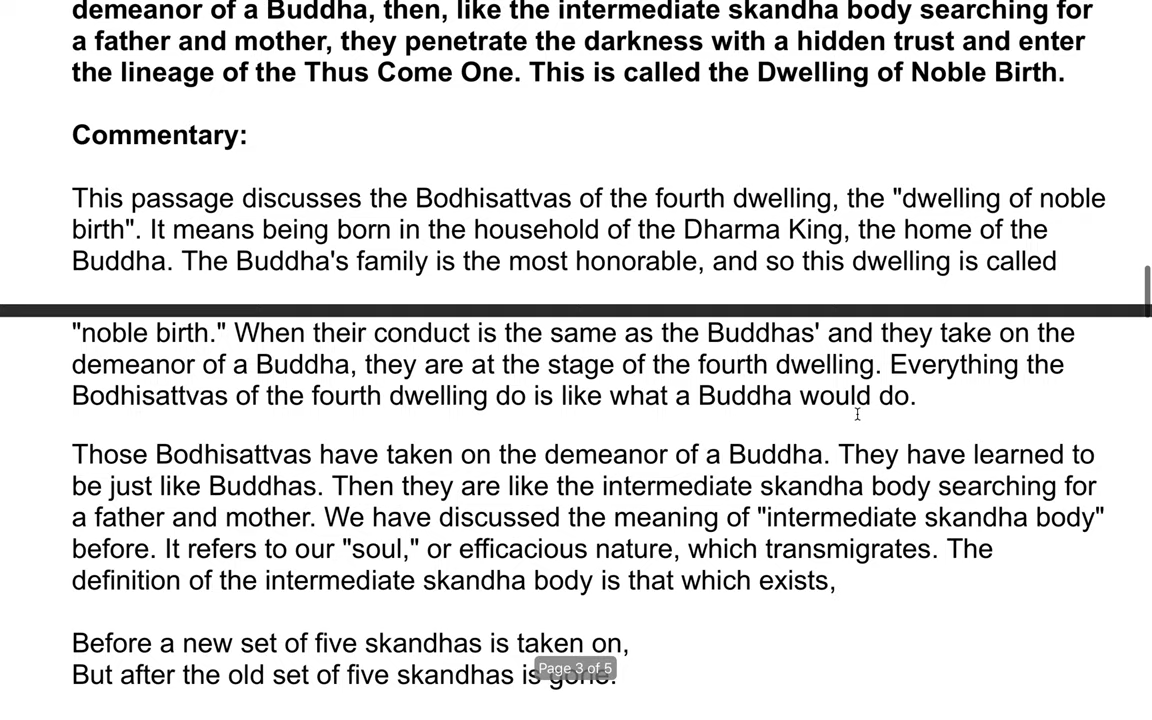 demeanor of a Buddha, then, like the intermediate skandha body searching for
a father and mother, they penetrate the darkness with a hidden trust and enter
the lineage of the Thus Come One. This is called the Dwelling of Noble Birth.
Commentary:
This passage discusses the Bodhisattvas of the fourth dwelling, the "dwelling of noble
birth". It means being born in the household of the Dharma King, the home of the
Buddha. The Buddha's family is the most honorable, and so this dwelling is called
"noble birth." When their conduct is the same as the Buddhas' and they take on the
demeanor of a Buddha, they are at the stage of the fourth dwelling. Everything the
Bodhisattvas of the fourth dwelling do is like what a Buddha would do.
Those Bodhisattvas have taken on the demeanor of a Buddha. They have learned to
be just like Buddhas. Then they are like the intermediate skandha body searching for
a father and mother. We have discussed the meaning of "intermediate skandha body"
before. It refers to our "soul," or efficacious nature, which transmigrates. The
definition of the intermediate skandha body is that which exists,
Before a new set of five skandhas is taken on,
But after the old set of five skandhas is gone.
Page 3 of 5